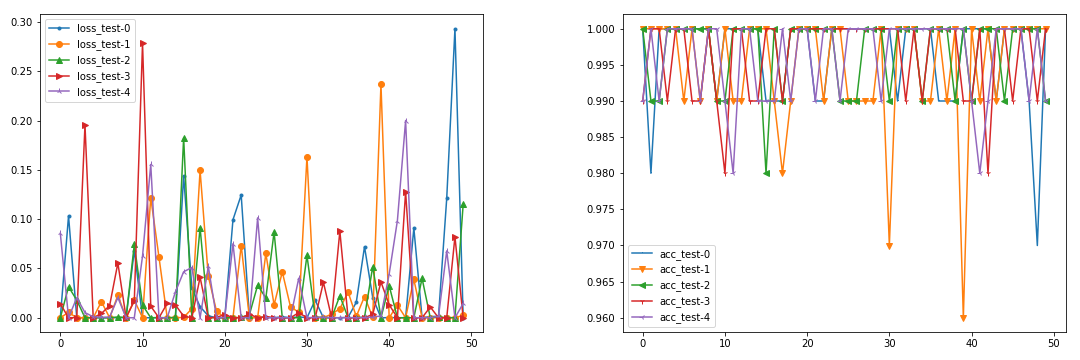 0.30
0.25
0.20
0.15
0.10
0.05
0.00
0
10
20
30
40
50
loss_test-0
loss_test-1
loss_test-2
loss_test-3
loss_test-4
1.000
0.995
0.990
0.985
0.980
0.975
0.970
0.965
0.960
0
10
20
30
40
50
acc_test-0
acc_test-1
acc_test-2
acc_test-3
acc_test-4